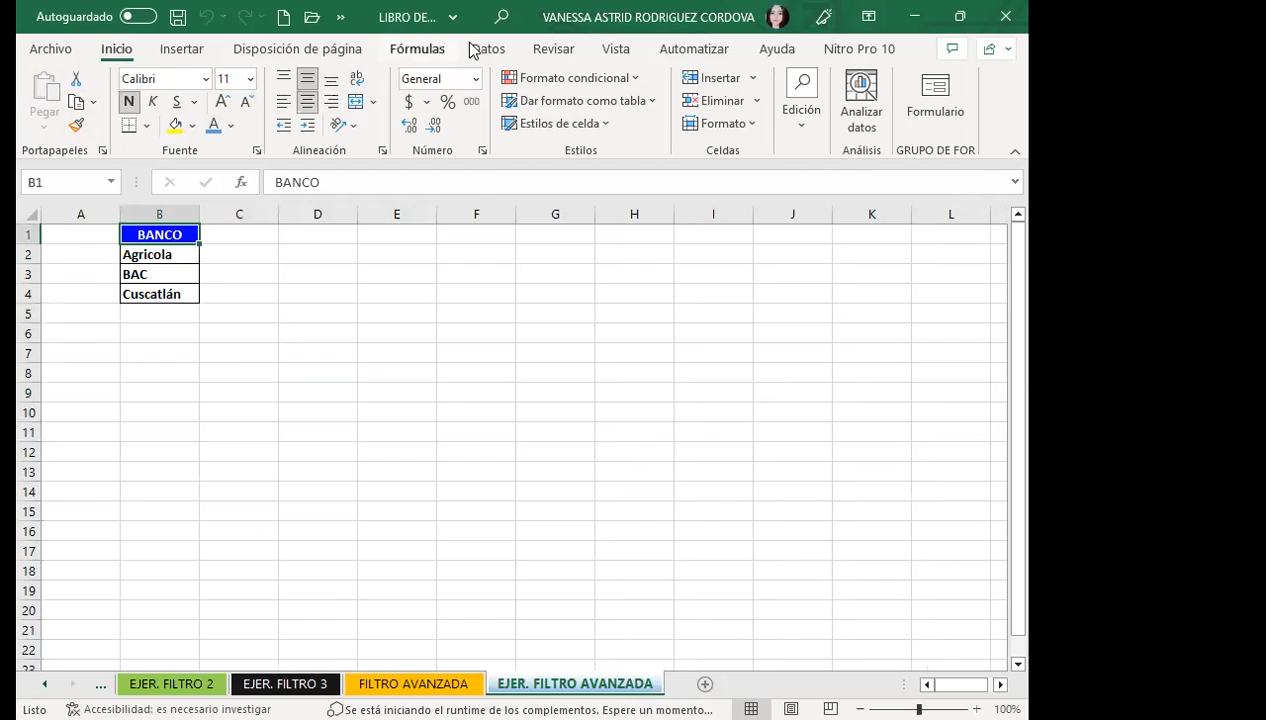 Autoguardado LIBRO DE... VANESSA ASTRID RODRIGUEZ CORDOVA
Archivo Inicio Insertar Disposición de página Fórmulas Datos Revisar Vista Automatizar Ayuda Nitro Pro 10
Pegar
Portapapeles
Calibri 11
N K S
A A
A
Fuente
ab
Alineación
General
$ % 000
Número
Formato condicional
Dar formato como tabla
Estilos de celda
Estilos
Insertar
Eliminar
Formato
Celdas
Edición
Analizar
datos
Análisis
Formulario
GRUPO DE FOR
B1 fx BANCO
A B C D E F G H I J K L
1 BANCO
2 Agricola
3 BAC
4 Cuscatlán
5
6
7
8
9
10
11
12
13
14
15
16
17
18
19
20
21
22
23
... EJER. FILTRO 2 EJER. FILTRO 3 FILTRO AVANZADA EJER. FILTRO AVANZADA
Listo Accesibilidad: es necesario investigar Se está iniciando el runtime de los complementos. Espere un momento... 100%